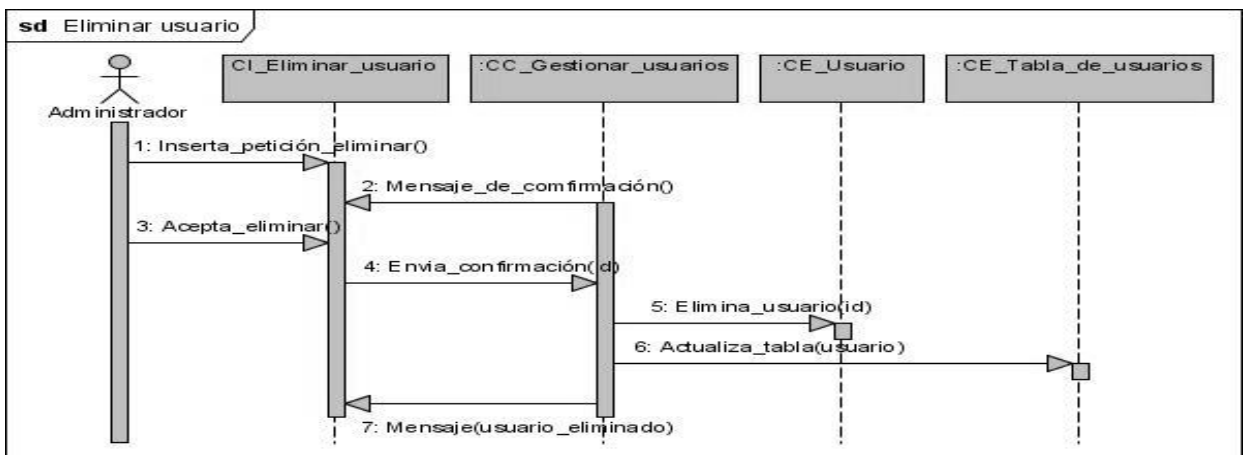 sd Eliminar usuario
CI_Eliminar_usuario
:CC_Gestionar_usuarios
:CE_Usuario
:CE_Tabla_de_usuarios
Administrador
1: Inserta_petición_eliminar()
2: Mensaje_de_comfirmación()
3: Acepta_eliminar()
4: Envia_confirmación(id)
5: Elimina_usuario(id)
6: Actualiza_tabla(usuario)
7: Mensaje(usuario_eliminado)